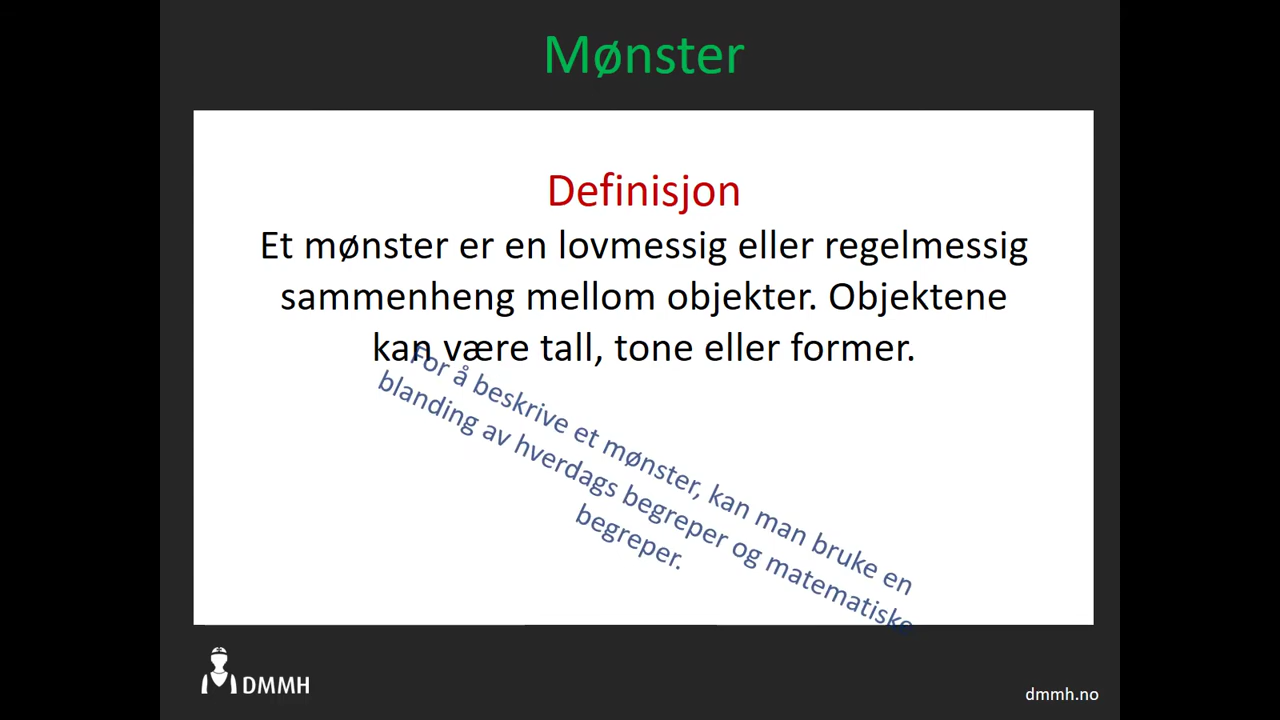 Mønster
Definisjon
Et mønster er en lovmessig eller regelmessig
sammenheng mellom objekter. Objektene
kan være tall, tone eller former.
For å beskrive et mønster, kan man bruke en
blanding av hverdags begreper og matematiske
begreper.
DMMH
dmmh.no